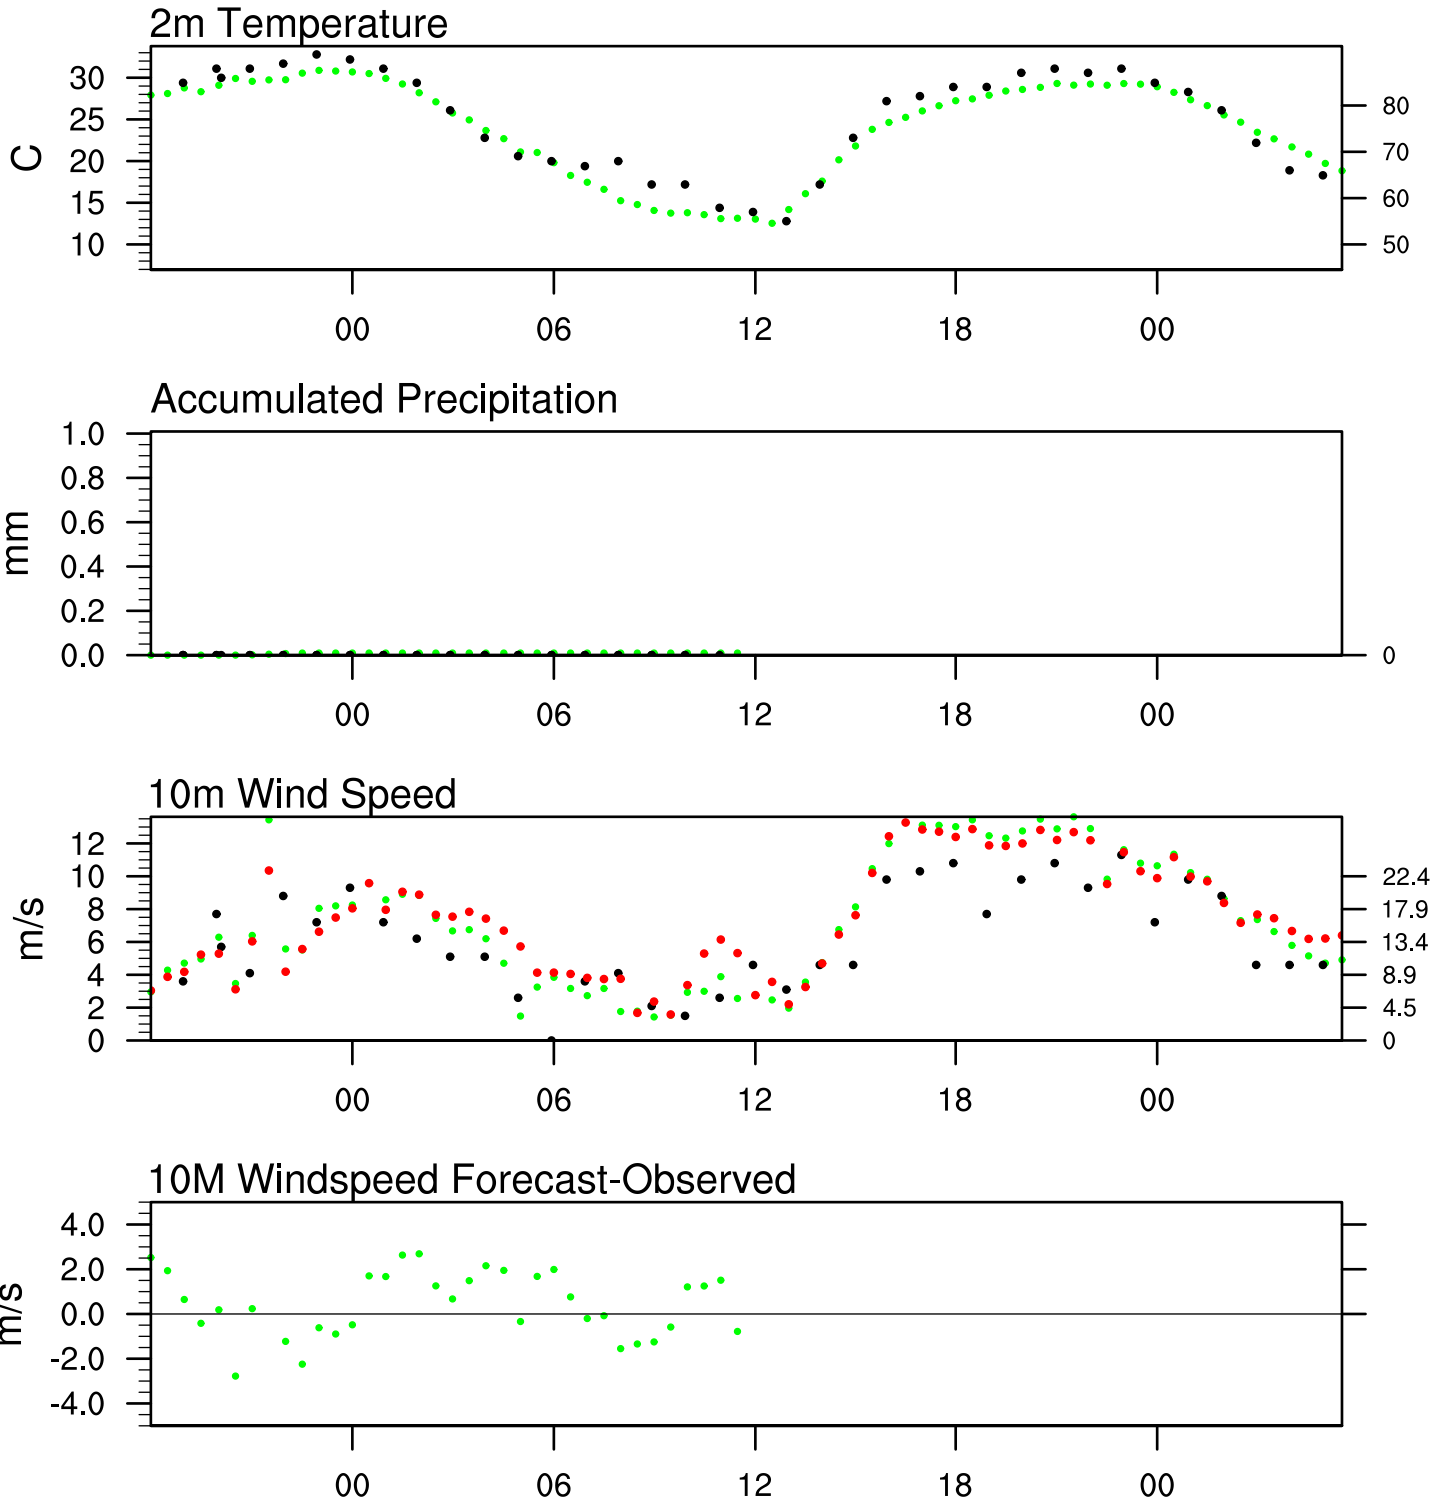 2m Temperature
30
25
20
15
10
C
80
70
60
50
00 06 12 18 00
Accumulated Precipitation
1.0
0.8
0.6
0.4
0.2
0.0
mm
0
00 06 12 18 00
10m Wind Speed
12
10
8
6
4
2
0
m/s
22.4
17.9
13.4
8.9
4.5
0
00 06 12 18 00
10M Windspeed Forecast-Observed
4.0
2.0
0.0
-2.0
-4.0
m/s
00 06 12 18 00